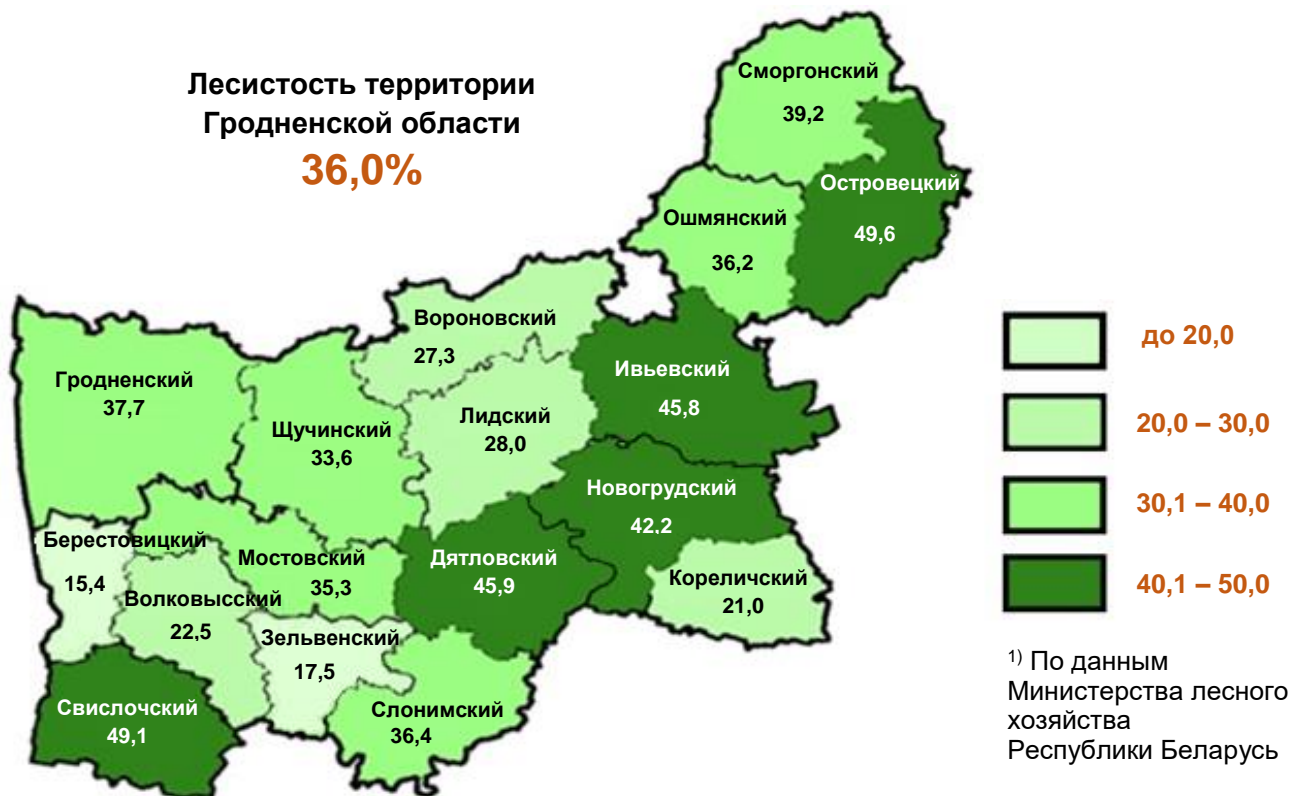 Лесистость территории
Гродненской области
36,0%
Сморгонский
39,2
Островецкий
49,6
Ошмянский
36,2
Вороновский
27,3
Ивьевский
45,8
Гродненский
37,7
Щучинский
33,6
Лидский
28,0
Новогрудский
42,2
Берестовицкий
15,4
Мостовский
35,3
Дятловский
45,9
Кореличский
21,0
Волковысский
22,5
Зельвенский
17,5
Свислочский
49,1
Слонимский
36,4
до 20,0
20,0 – 30,0
30,1 – 40,0
40,1 – 50,0
1) По данным
Министерства лесного
хозяйства
Республики Беларусь